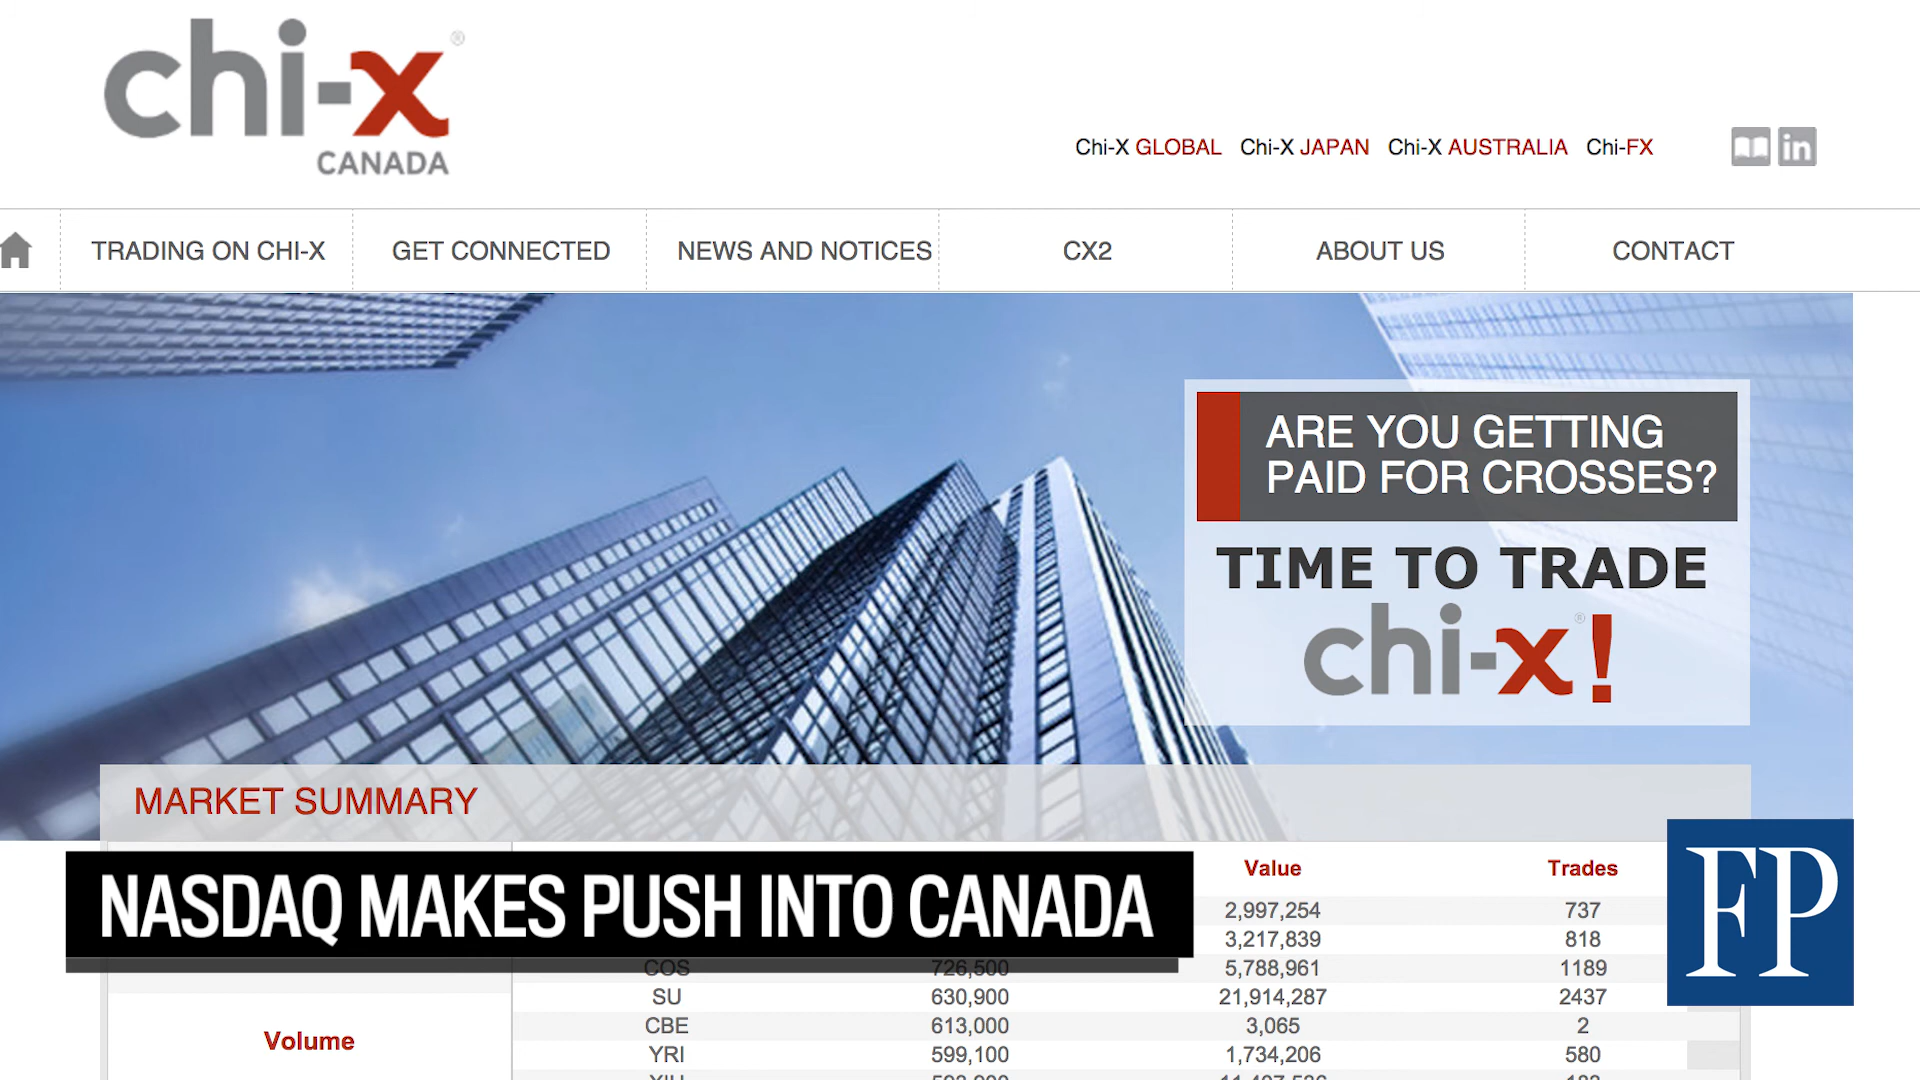 chi-x®
CANADA
Chi-X GLOBAL Chi-X JAPAN Chi-X AUSTRALIA Chi-FX
in
TRADING ON CHI-X GET CONNECTED NEWS AND NOTICES CX2 ABOUT US CONTACT
ARE YOU GETTING
PAID FOR CROSSES?
TIME TO TRADE
chi-x®!
MARKET SUMMARY
Value Trades
NASDAQ MAKES PUSH INTO CANADA
FP
2,997,254 737
3,217,839 818
COS 726,500 5,788,961 1189
SU 630,900 21,914,287 2437
CBE 613,000 3,065 2
Volume
YRI 599,100 1,734,206 580